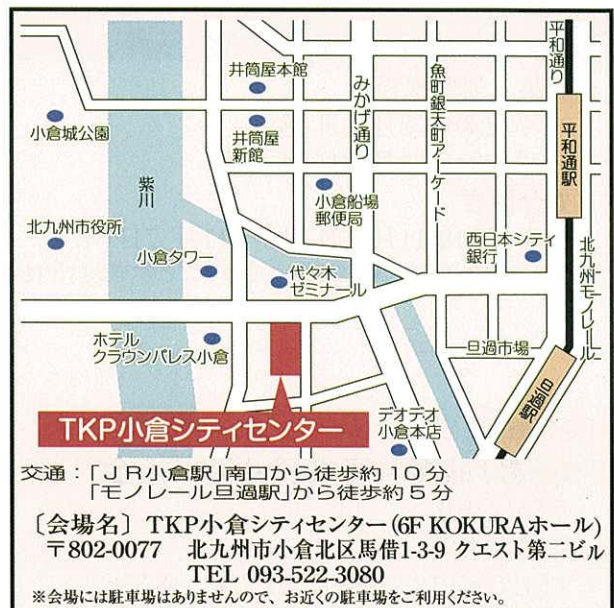 平和通り
井筒屋本館
みかげ通り
魚町銀天町アーケード
平和通駅
小倉城公園
井筒屋
新館
紫川
小倉船場
郵便局
北九州市役所
西日本シティ
銀行
北九州モノレール
小倉タワー
代々木
ゼミナール
ホテル
クラウンパレス小倉
旦過市場
旦過駅
TKP小倉シティセンター
デオデオ
小倉本店
交通：「ＪＲ小倉駅」南口から徒歩約１０分
「モノレール旦過駅」から徒歩約５分
〔会場名〕TKP小倉シティセンター(6F KOKURAホール)
〒802-0077 北九州市小倉北区馬借1-3-9 クエスト第二ビル
TEL 093-522-3080
※会場には駐車場はありませんので、お近くの駐車場をご利用ください。